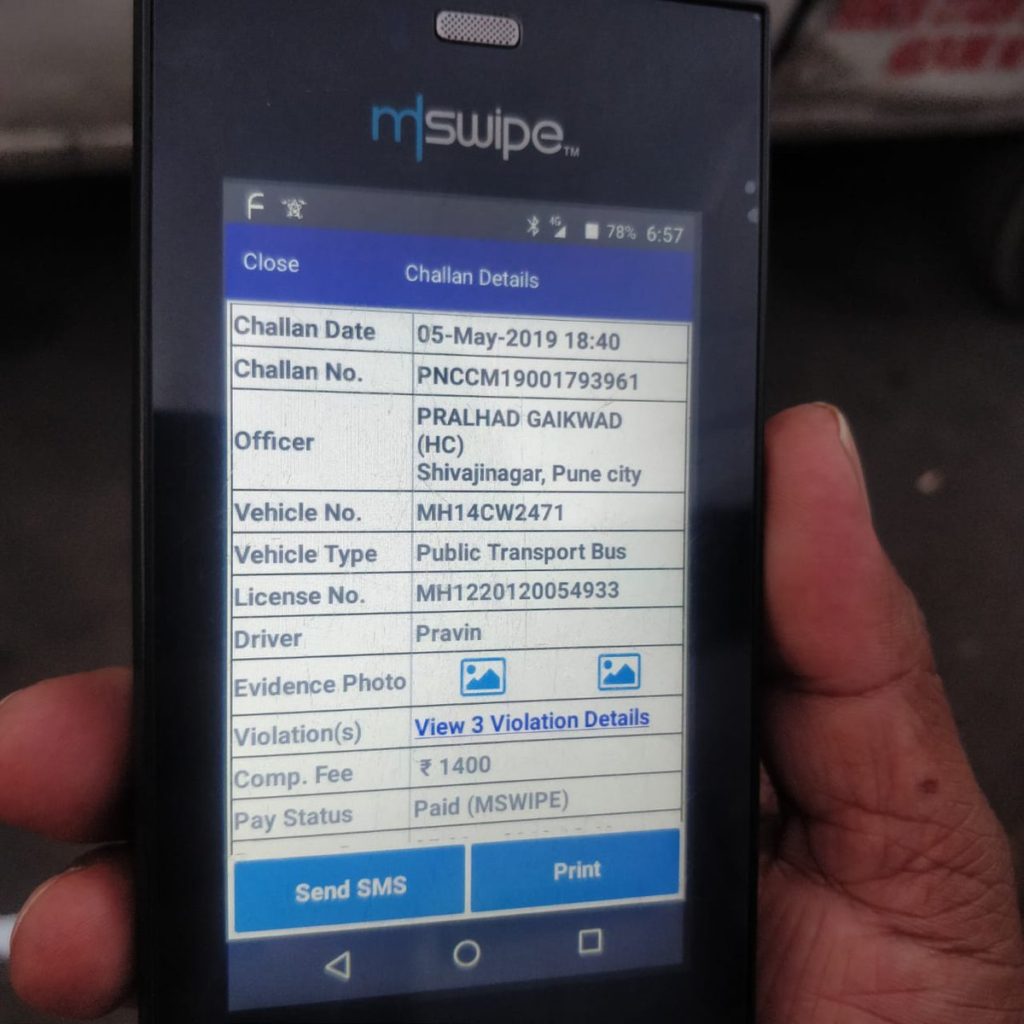 mswipe TM
F 4G 78% 6:57
Close Challan Details
Challan Date 05-May-2019 18:40
Challan No. PNCCM19001793961
Officer PRALHAD GAIKWAD
(HC)
Shivajinagar, Pune city
Vehicle No. MH14CW2471
Vehicle Type Public Transport Bus
License No. MH1220120054933
Driver Pravin
Evidence Photo
Violation(s) View 3 Violation Details
Comp. Fee ₹ 1400
Pay Status Paid (MSWIPE)
Send SMS Print